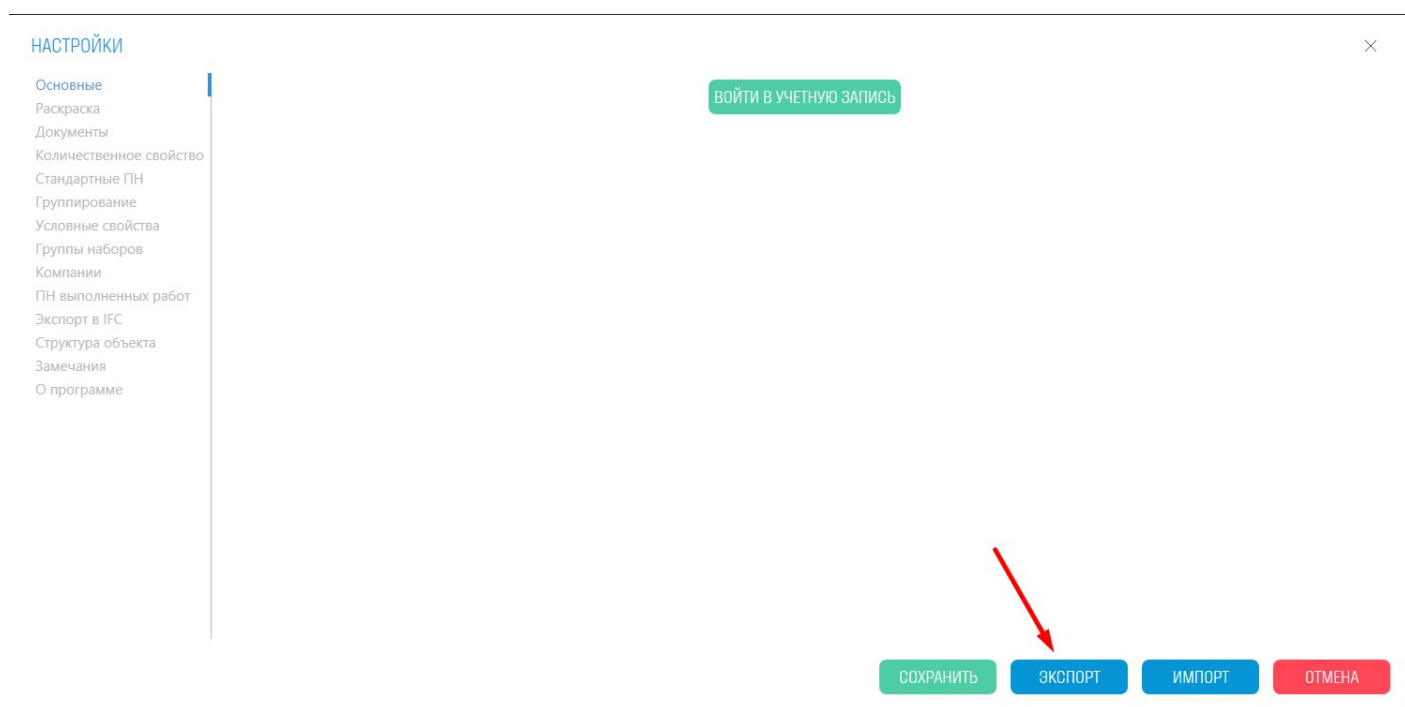 НАСТРОЙКИ
Основные
Раскраска
Документы
Количественное свойство
Стандартные ПН
Группирование
Условные свойства
Группы наборов
Компании
ПН выполненных работ
Экспорт в IFC
Структура объекта
Замечания
О программе
ВОЙТИ В УЧЕТНУЮ ЗАПИСЬ
СОХРАНИТЬ ЭКСПОРТ ИМПОРТ ОТМЕНА